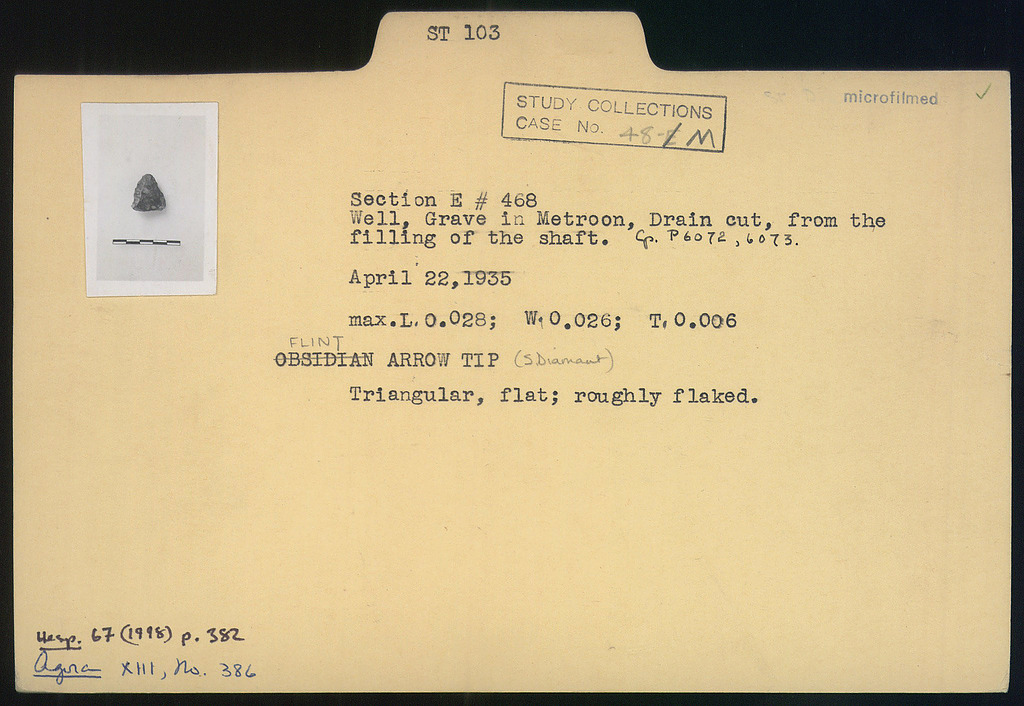 ST 103
STUDY COLLECTIONS
CASE No. 48- M
microfilmed
Section E # 468
Well, Grave in Metroon, Drain cut, from the
filling of the shaft. Cp. P6072, 6073.
April 22, 1935
max.L. 0.028; W. 0.026; T. 0.006
FLINT
OBSIDIAN ARROW TIP (S. Diamant)
Triangular, flat; roughly flaked.
Hesp. 67 (1998) p. 382
Agora XIII, No. 386